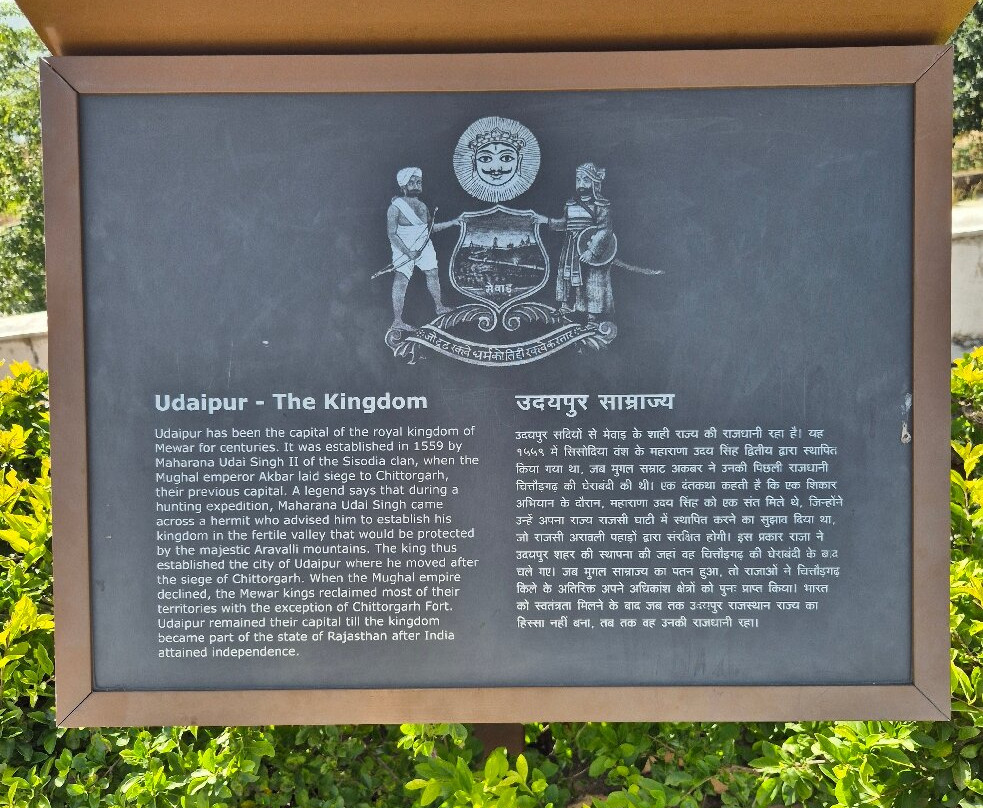 मेवाड़
जो दृढ़ राखे धर्म को तिहीं राखे करतार
Udaipur - The Kingdom
Udaipur has been the capital of the royal kingdom of
Mewar for centuries. It was established in 1559 by
Maharana Udai Singh II of the Sisodia clan, when the
Mughal emperor Akbar laid siege to Chittorgarh,
their previous capital. A legend says that during a
hunting expedition, Maharana Udai Singh came
across a hermit who advised him to establish his
kingdom in the fertile valley that would be protected
by the majestic Aravalli mountains. The king thus
established the city of Udaipur where he moved after
the siege of Chittorgarh. When the Mughal empire
declined, the Mewar kings reclaimed most of their
territories with the exception of Chittorgarh Fort.
Udaipur remained their capital till the kingdom
became part of the state of Rajasthan after India
attained independence.
उदयपुर साम्राज्य
उदयपुर सदियों से मेवाड़ के शाही राज्य की राजधानी रहा है। यह
१५५९ में सिसोदिया वंश के महाराणा उदय सिंह द्वितीय द्वारा स्थापित
किया गया था, जब मुगल सम्राट अकबर ने उनकी पिछली राजधानी
चित्तौड़गढ़ की घेराबंदी की थी। एक दंतकथा कहती है कि एक शिकार
अभियान के दौरान, महाराणा उदय सिंह को एक संत मिले थे, जिन्होंने
उन्हें अपना राज्य राजसी घाटी में स्थापित करने का सुझाव दिया था,
जो राजसी अरावली पहाड़ों द्वारा संरक्षित होगी। इस प्रकार राजा ने
उदयपुर शहर की स्थापना की जहां वह चित्तौड़गढ़ की घेराबंदी के बाद
चले गए। जब मुगल साम्राज्य का पतन हुआ, तो राजाओं ने चित्तौड़गढ़
किले के अतिरिक्त अपने अधिकांश क्षेत्रों को पुनः प्राप्त किया। भारत
को स्वतंत्रता मिलने के बाद जब तक उदयपुर राजस्थान राज्य का
हिस्सा नहीं बना, तब तक वह उनकी राजधानी रहा।